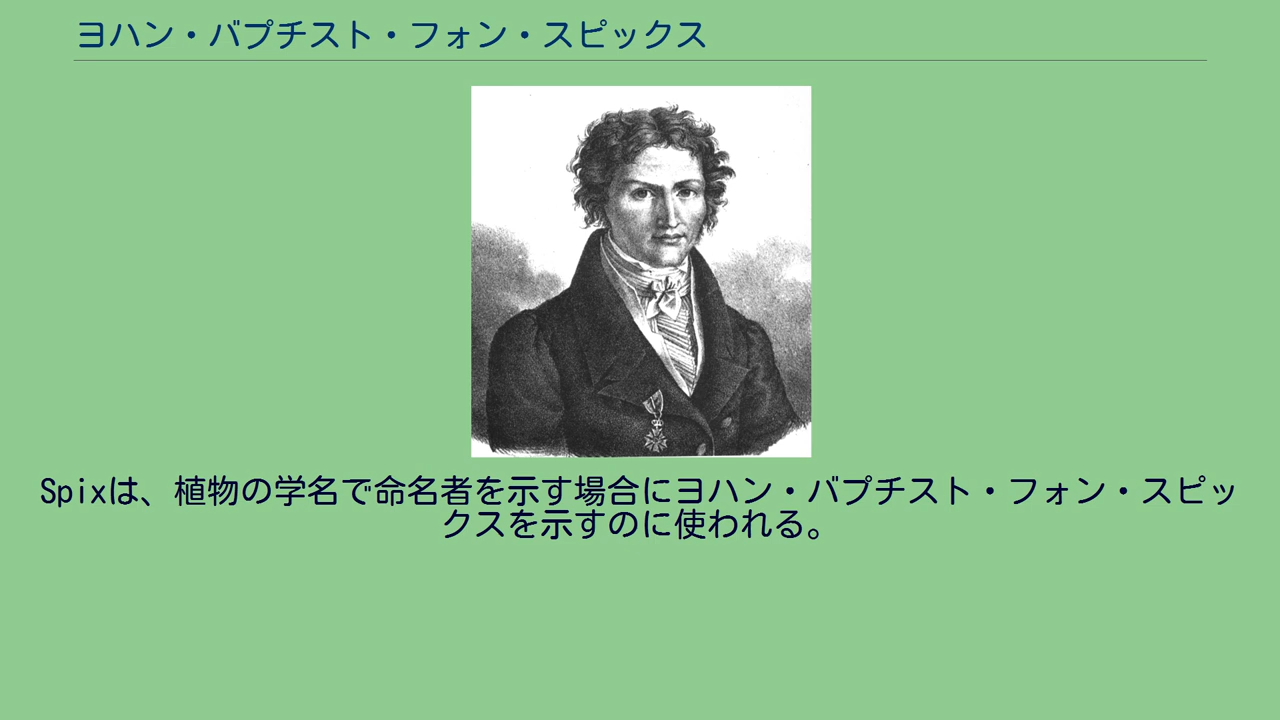 ヨハン・バプチスト・フォン・スピックス
Spixは、植物の学名で命名者を示す場合にヨハン・バプチスト・フォン・スピッ
クスを示すのに使われる。